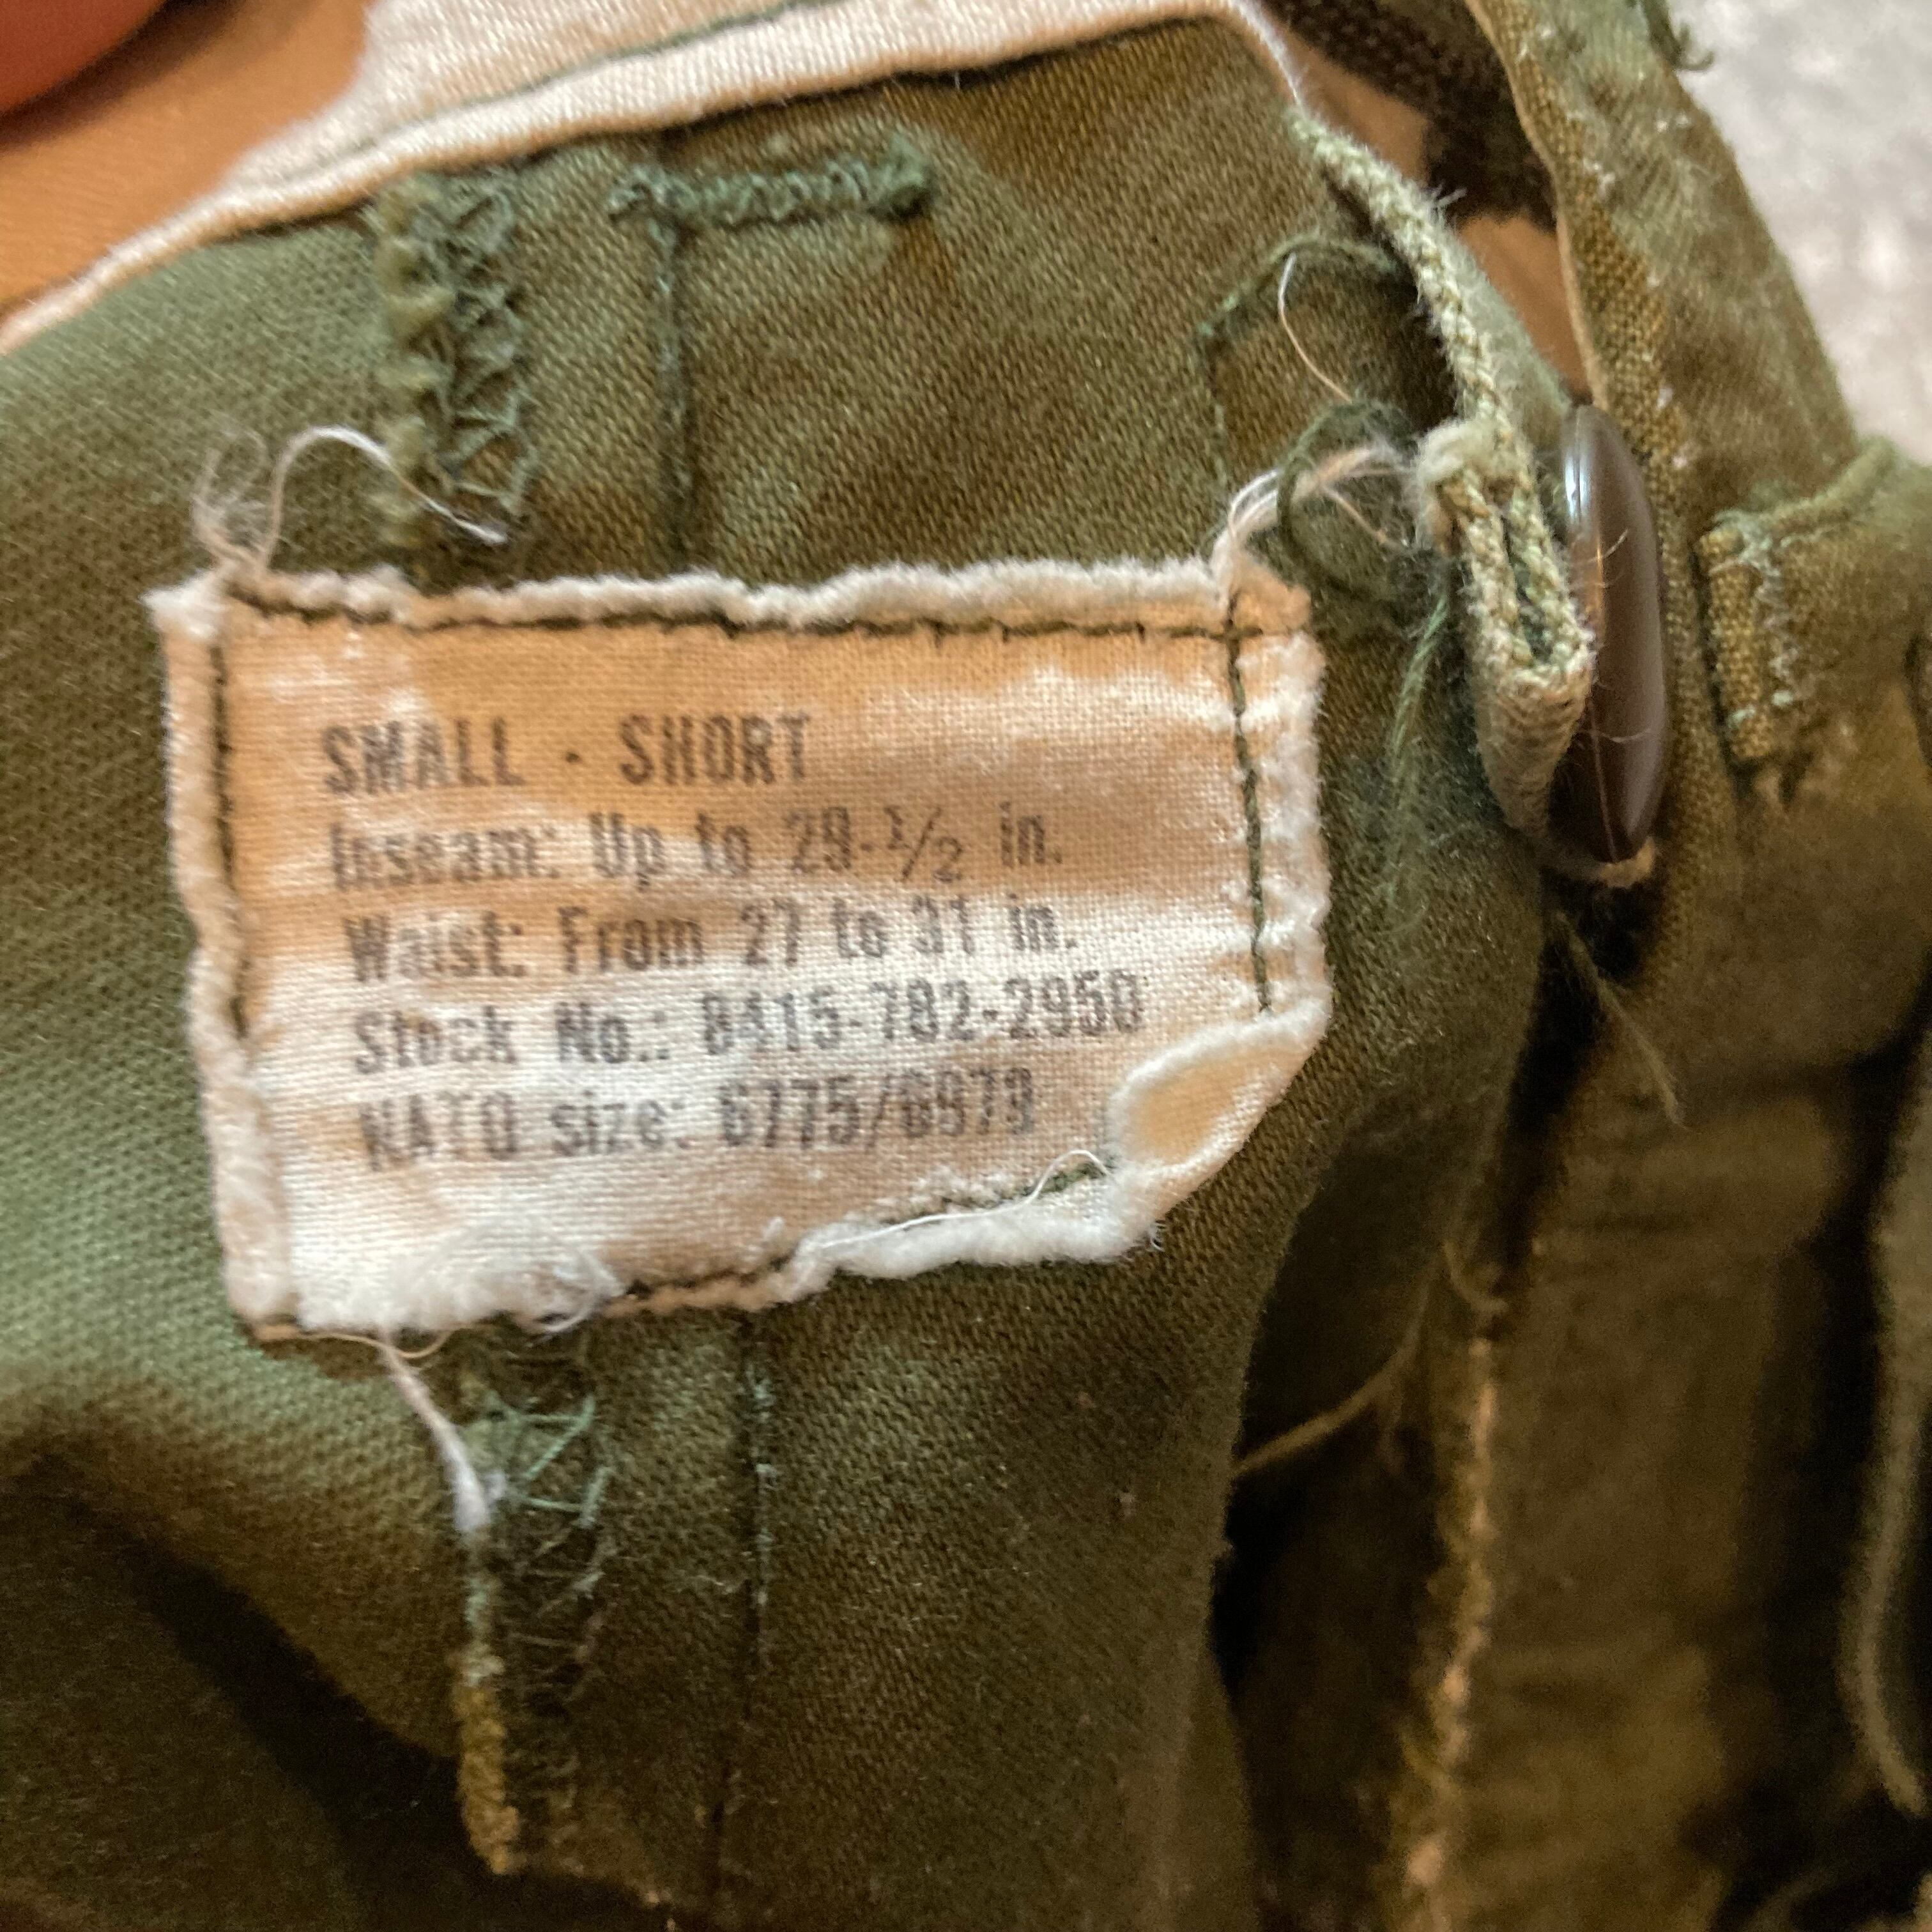 SMALL - SHORT
Inseam: Up to 29-1/2 in.
Waist: From 27 to 31 in.
Stock No.: 8415-782-2950
NATO size: 6775/6979